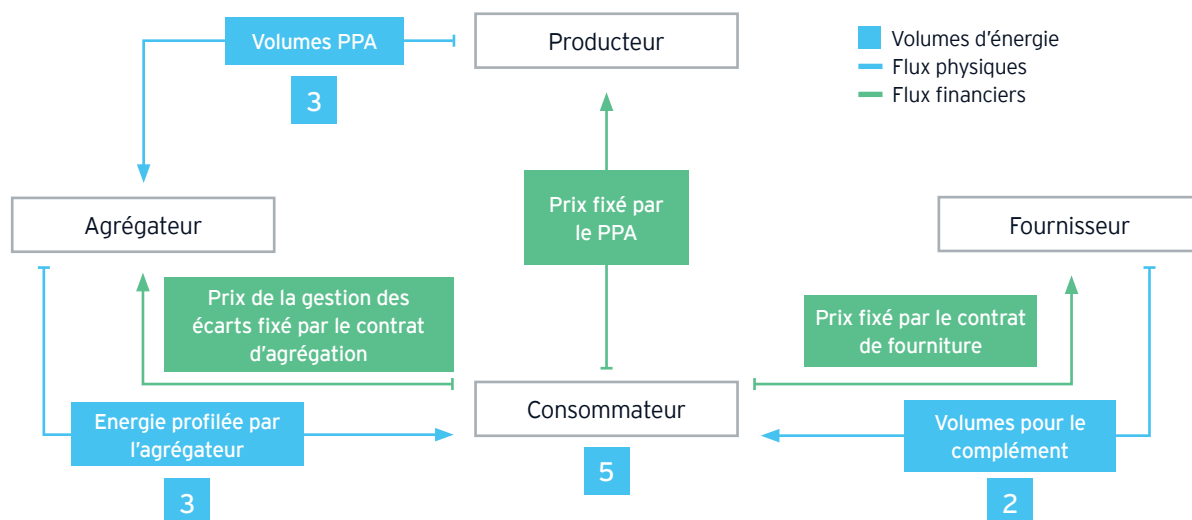 Volumes PPA
3
Producteur
Volumes d'énergie
Flux physiques
Flux financiers
Agrégateur
Prix fixé par
le PPA
Fournisseur
Prix de la gestion des
écarts fixé par le contrat
d'agrégation
Prix fixé par le contrat
de fourniture
Energie profilée par
l'agrégateur
3
Consommateur
5
Volumes pour le
complément
2